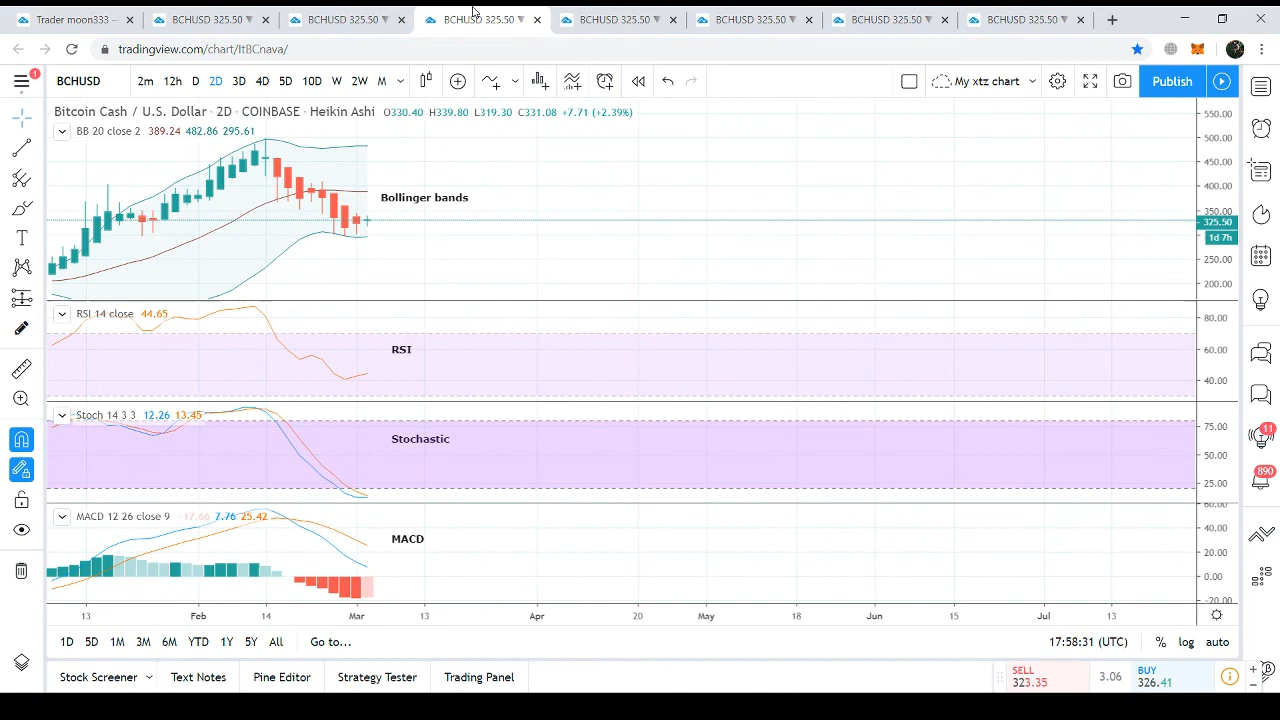 Trader moon333 –
BCHUSD 325.50 ▼
BCHUSD 325.50 ▼
BCHUSD 325.50 ▼
BCHUSD 325.50 ▼
BCHUSD 325.50 ▼
BCHUSD 325.50 ▼
BCHUSD 325.50 ▼
tradingview.com/chart/ItBCnava/
1
BCHUSD 2m 12h D 2D 3D 4D 5D 10D W 2W M
My xtz chart
Publish
Bitcoin Cash / U.S. Dollar · 2D · COINBASE · Heikin Ashi O330.40 H339.80 L319.30 C331.08 +7.71 (+2.39%)
BB 20 close 2 389.24 482.86 295.61
Bollinger bands
550.00
500.00
450.00
400.00
350.00
325.50
1d 7h
250.00
200.00
RSI 14 close 44.65
RSI
80.00
60.00
40.00
Stoch 14 3 3 12.26 13.45
Stochastic
75.00
50.00
25.00
MACD 12 26 close 9 -17.66 7.76 25.42
MACD
60.00
40.00
20.00
0.00
-20.00
11
890
13 Feb 14 Mar 13 Apr 20 May 18 Jun 15 Jul 13
1D 5D 1M 3M 6M YTD 1Y 5Y All Go to...
17:58:31 (UTC) % log auto
Stock Screener Text Notes Pine Editor Strategy Tester Trading Panel
SELL
323.35
3.06
BUY
326.41